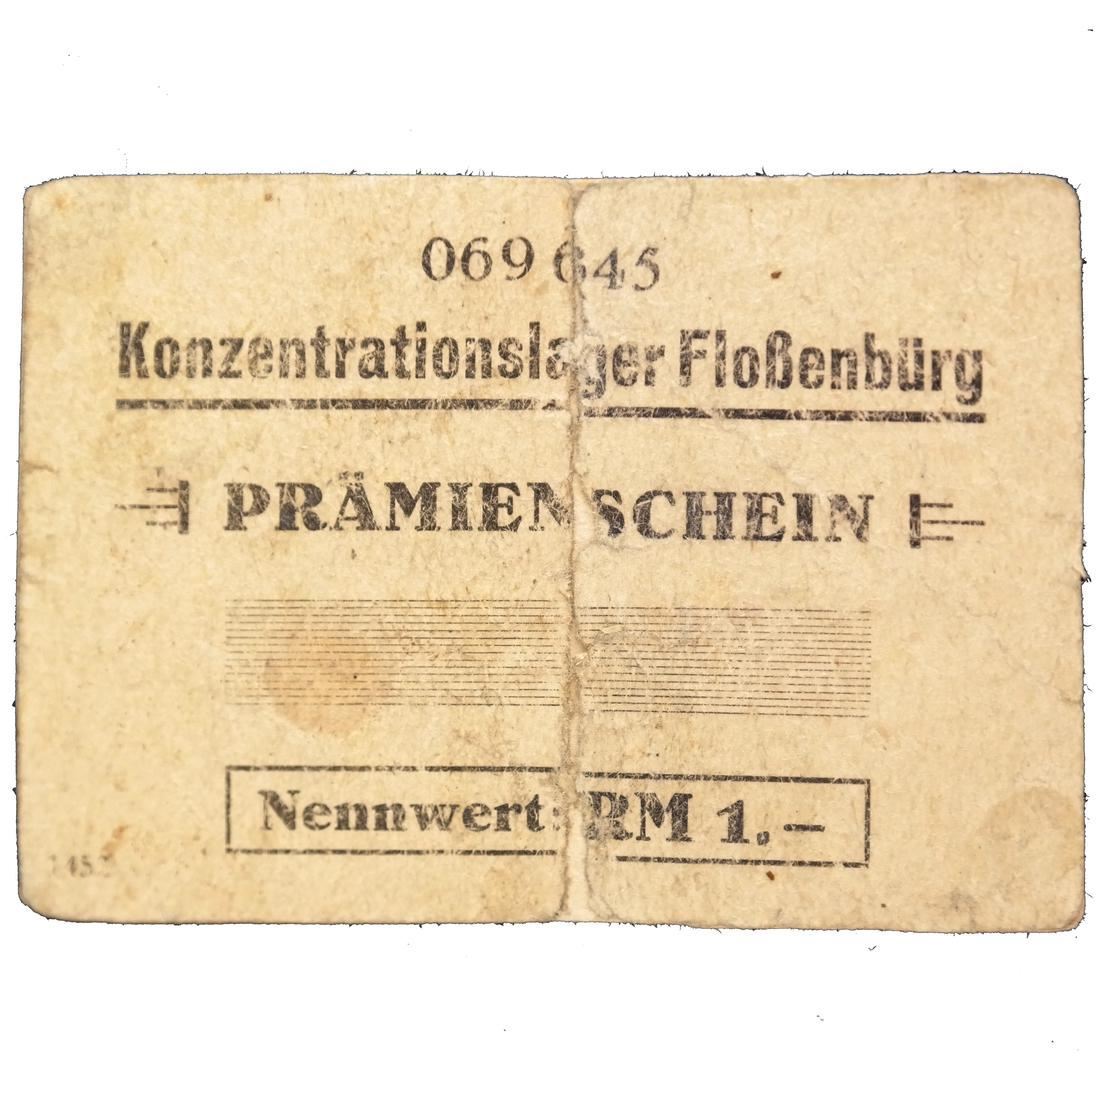 069 645
Konzentrationslager Floßenbürg
PRÄMIENSCHEIN
Nennwert: RM 1.–